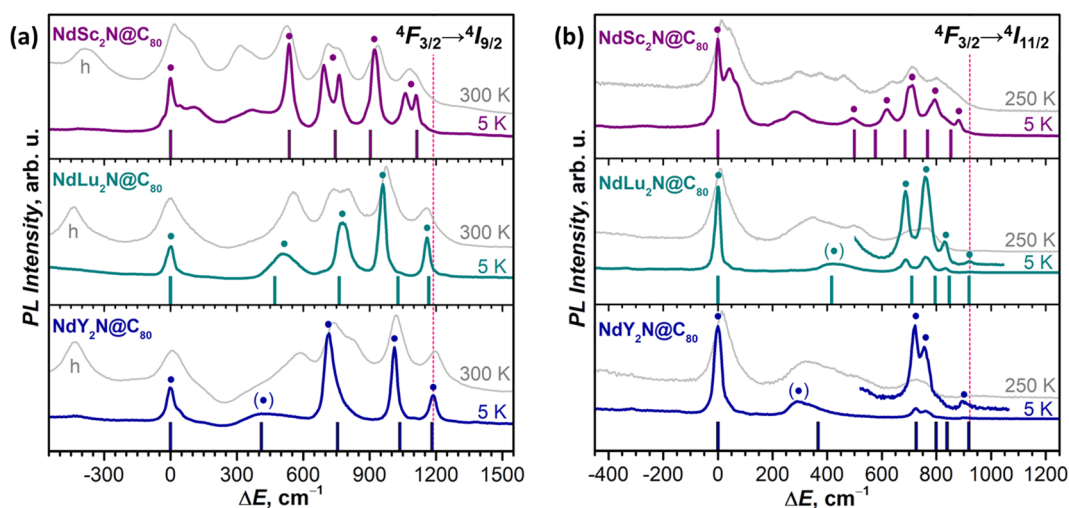 (a)
PL Intensity, arb. u.
NdSc₂N@C₈₀
⁴F₃/₂→⁴I₉/₂
h
300 K
5 K
NdLu₂N@C₈₀
h
300 K
(•)
5 K
NdY₂N@C₈₀
h
300 K
(•)
5 K
-300 0 300 600 900 1200 1500
ΔE, cm⁻¹
(b)
PL Intensity, arb. u.
NdSc₂N@C₈₀
⁴F₃/₂→⁴I₁₁/₂
250 K
5 K
NdLu₂N@C₈₀
250 K
(•)
5 K
NdY₂N@C₈₀
250 K
(•)
5 K
-400 -200 0 200 400 600 800 1000 1200
ΔE, cm⁻¹